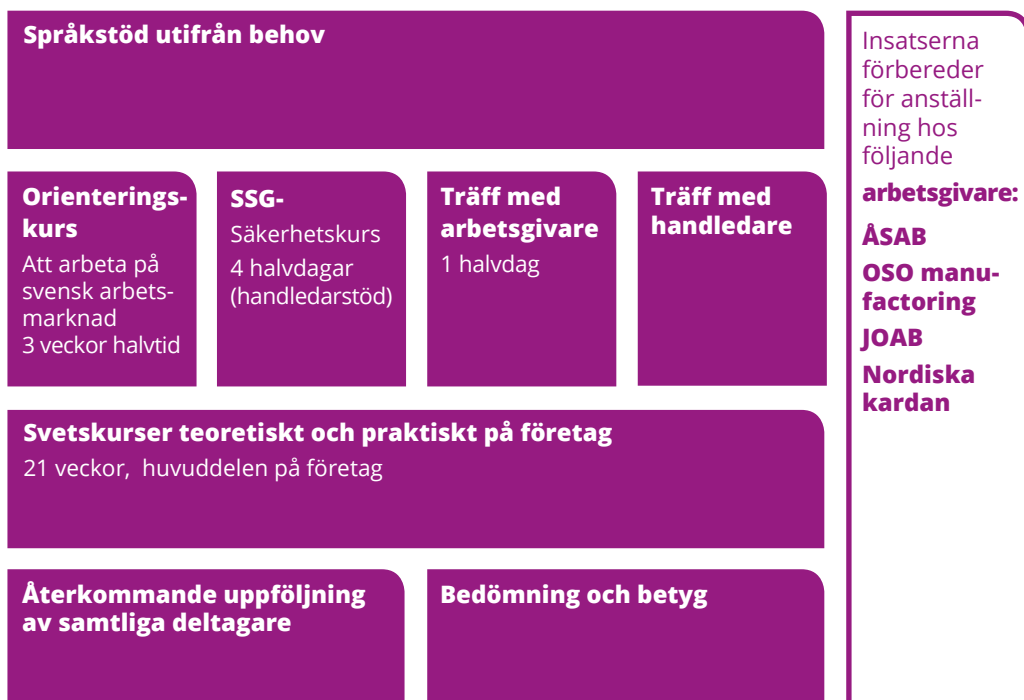 Språkstöd utifrån behov
Orienterings-
kurs
Att arbeta på
svensk arbets-
marknad
3 veckor halvtid
SSG-
Säkerhetskurs
4 halvdagar
(handledarstöd)
Träff med
arbetsgivare
1 halvdag
Träff med
handledare
Svetskurser teoretiskt och praktiskt på företag
21 veckor, huvuddelen på företag
Återkommande uppföljning
av samtliga deltagare
Bedömning och betyg
Insatserna
förbereder
för anställ-
ning hos
följande
arbetsgivare:
ÅSAB
OSO manu-
factoring
JOAB
Nordiska
kardan